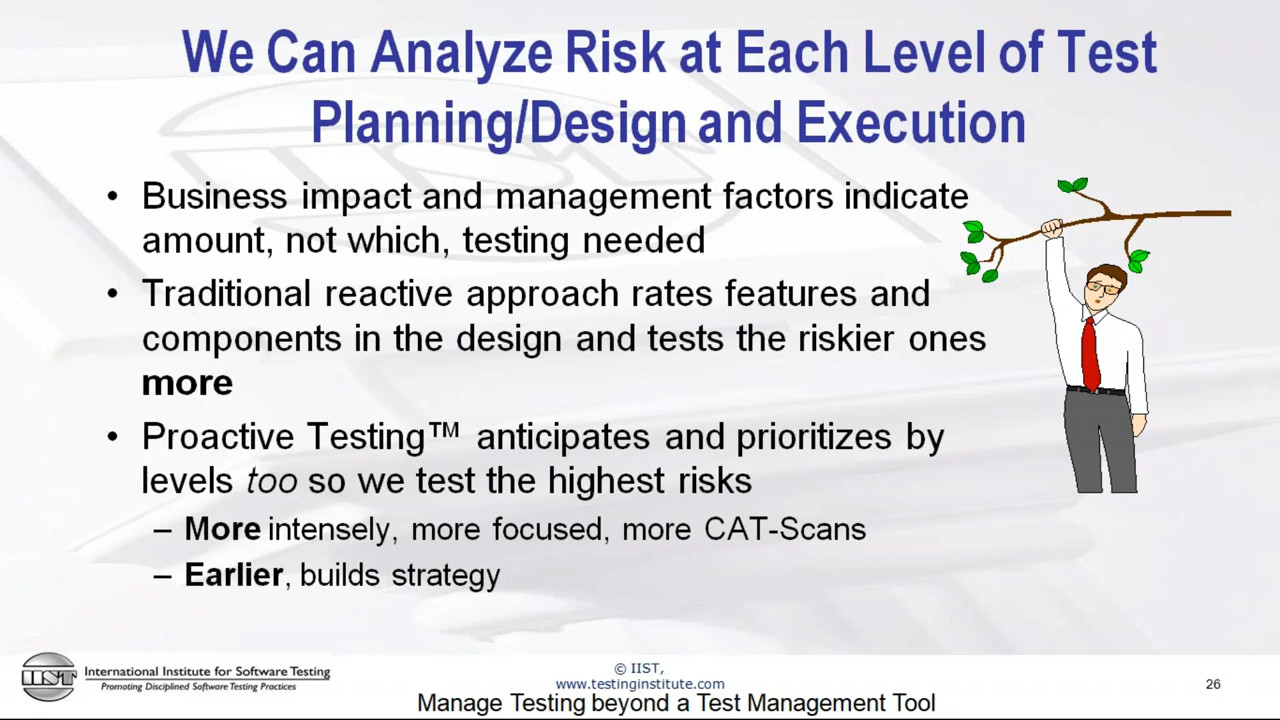 We Can Analyze Risk at Each Level of Test
Planning/Design and Execution
• Business impact and management factors indicate
amount, not which, testing needed
• Traditional reactive approach rates features and
components in the design and tests the riskier ones
more
• Proactive Testing™ anticipates and prioritizes by
levels too so we test the highest risks
– More intensely, more focused, more CAT-Scans
– Earlier, builds strategy
IIST
International Institute for Software Testing
Promoting Disciplined Software Testing Practices
© IIST,
www.testinginstitute.com
26
Manage Testing beyond a Test Management Tool